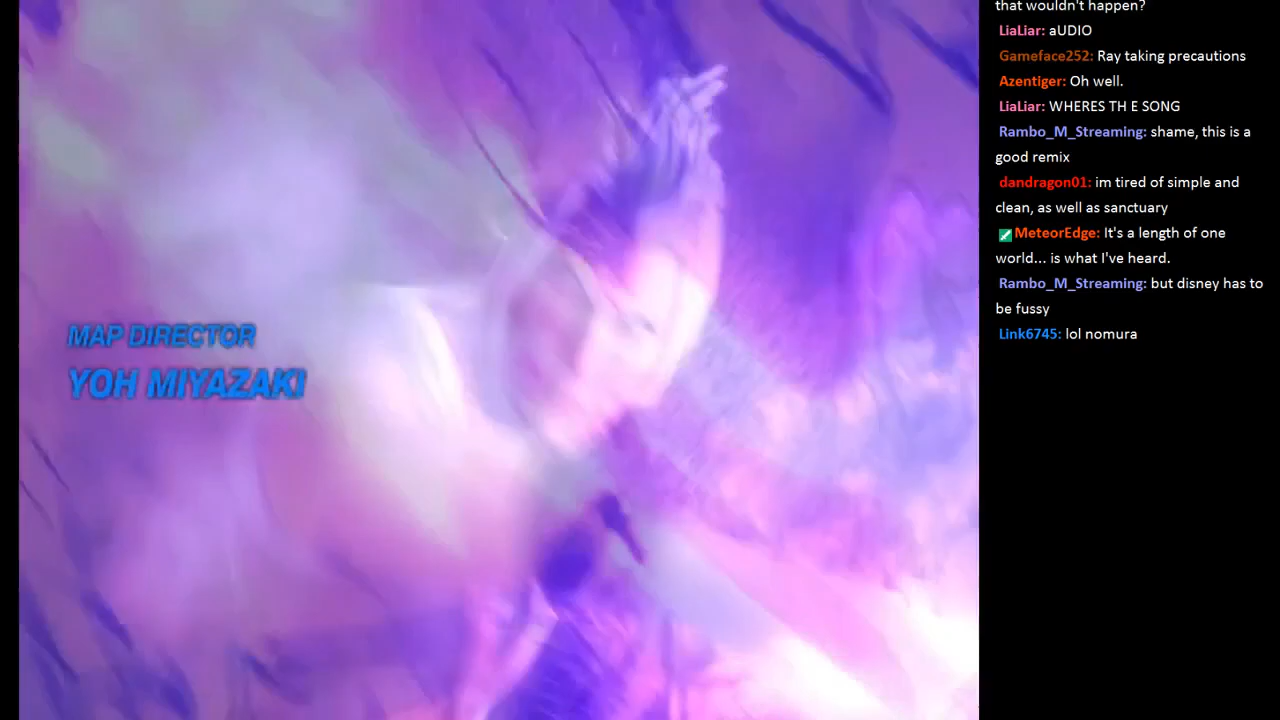 MAP DIRECTOR
YOH MIYAZAKI
that wouldn't happen?
LiaLiar: aUDIO
Gameface252: Ray taking precautions
Azentiger: Oh well.
LiaLiar: WHERES TH E SONG
Rambo_M_Streaming: shame, this is a
good remix
dandragon01: im tired of simple and
clean, as well as sanctuary
MeteorEdge: It's a length of one
world... is what I've heard.
Rambo_M_Streaming: but disney has to
be fussy
Link6745: lol nomura